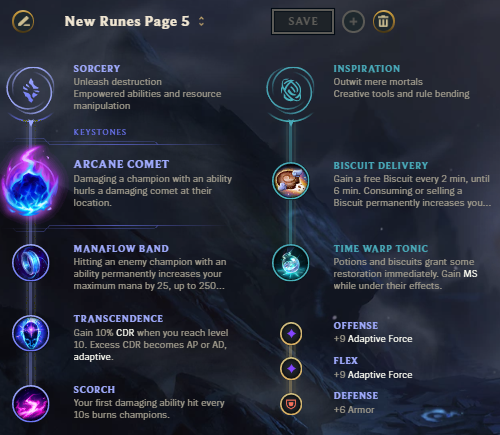 New Runes Page 5
SAVE
SORCERY
Unleash destruction
Empowered abilities and resource
manipulation
KEYSTONES
ARCANE COMET
Damaging a champion with an ability
hurls a damaging comet at their
location.
MANAFLOW BAND
Hitting an enemy champion with an
ability permanently increases your
maximum mana by 25, up to 250...
TRANSCENDENCE
Gain 10% CDR when you reach level
10. Excess CDR becomes AP or AD,
adaptive.
SCORCH
Your first damaging ability hit every
10s burns champions.
INSPIRATION
Outwit mere mortals
Creative tools and rule bending
BISCUIT DELIVERY
Gain a free Biscuit every 2 min, until
6 min. Consuming or selling a
Biscuit permanently increases you...
TIME WARP TONIC
Potions and biscuits grant some
restoration immediately. Gain MS
while under their effects.
OFFENSE
+9 Adaptive Force
FLEX
+9 Adaptive Force
DEFENSE
+6 Armor